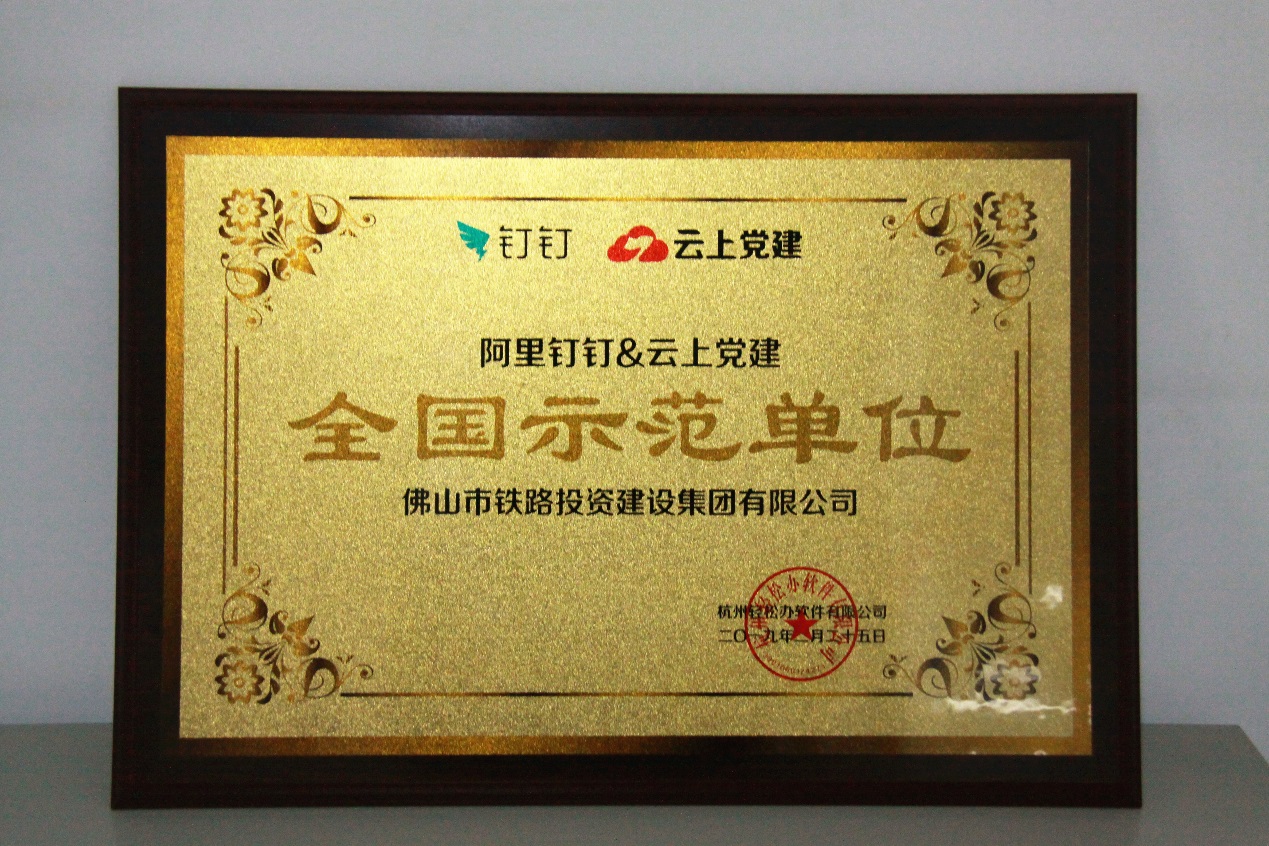 钉钉 云上党建
阿里钉钉&云上党建
全国示范单位
佛山市铁路投资建设集团有限公司
杭州轻松办软件有限公司
二〇一九年二月二十五日